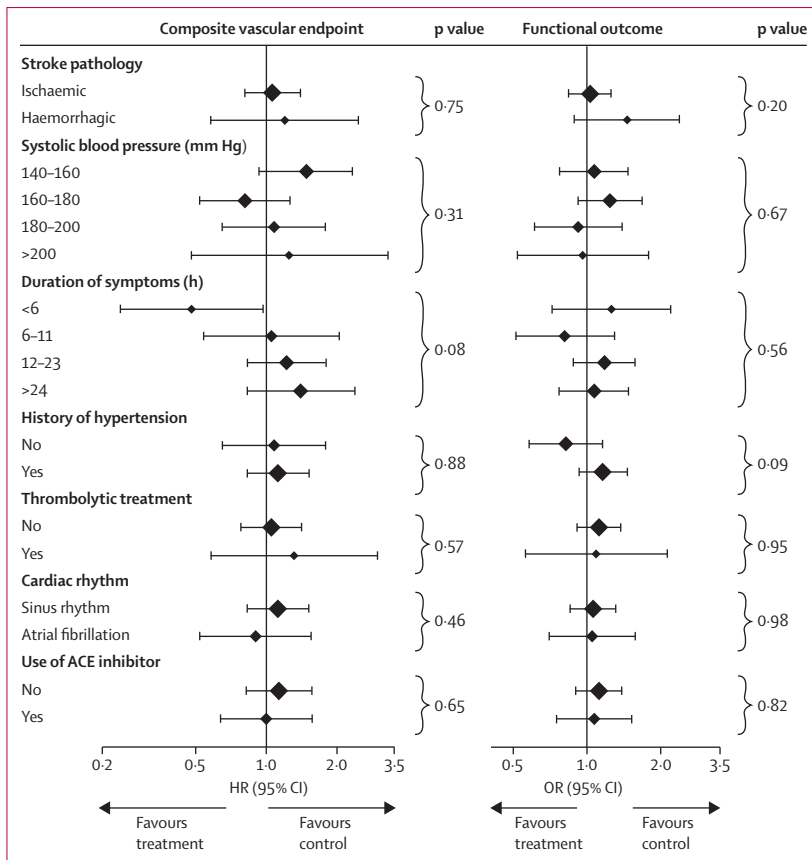 Composite vascular endpoint p value Functional outcome p value
Stroke pathology
Ischaemic
0·75 0·20
Haemorrhagic
Systolic blood pressure (mm Hg)
140–160
160–180
0·31 0·67
180–200
>200
Duration of symptoms (h)
<6
6–11
0·08 0·56
12–23
>24
History of hypertension
No
0·88 0·09
Yes
Thrombolytic treatment
No
0·57 0·95
Yes
Cardiac rhythm
Sinus rhythm
0·46 0·98
Atrial fibrillation
Use of ACE inhibitor
No
0·65 0·82
Yes
0·2 0·5 1·0 2·0 3·5 0·5 1·0 2·0 3·5
HR (95% CI) OR (95% CI)
Favours Favours Favours Favours
treatment control treatment control